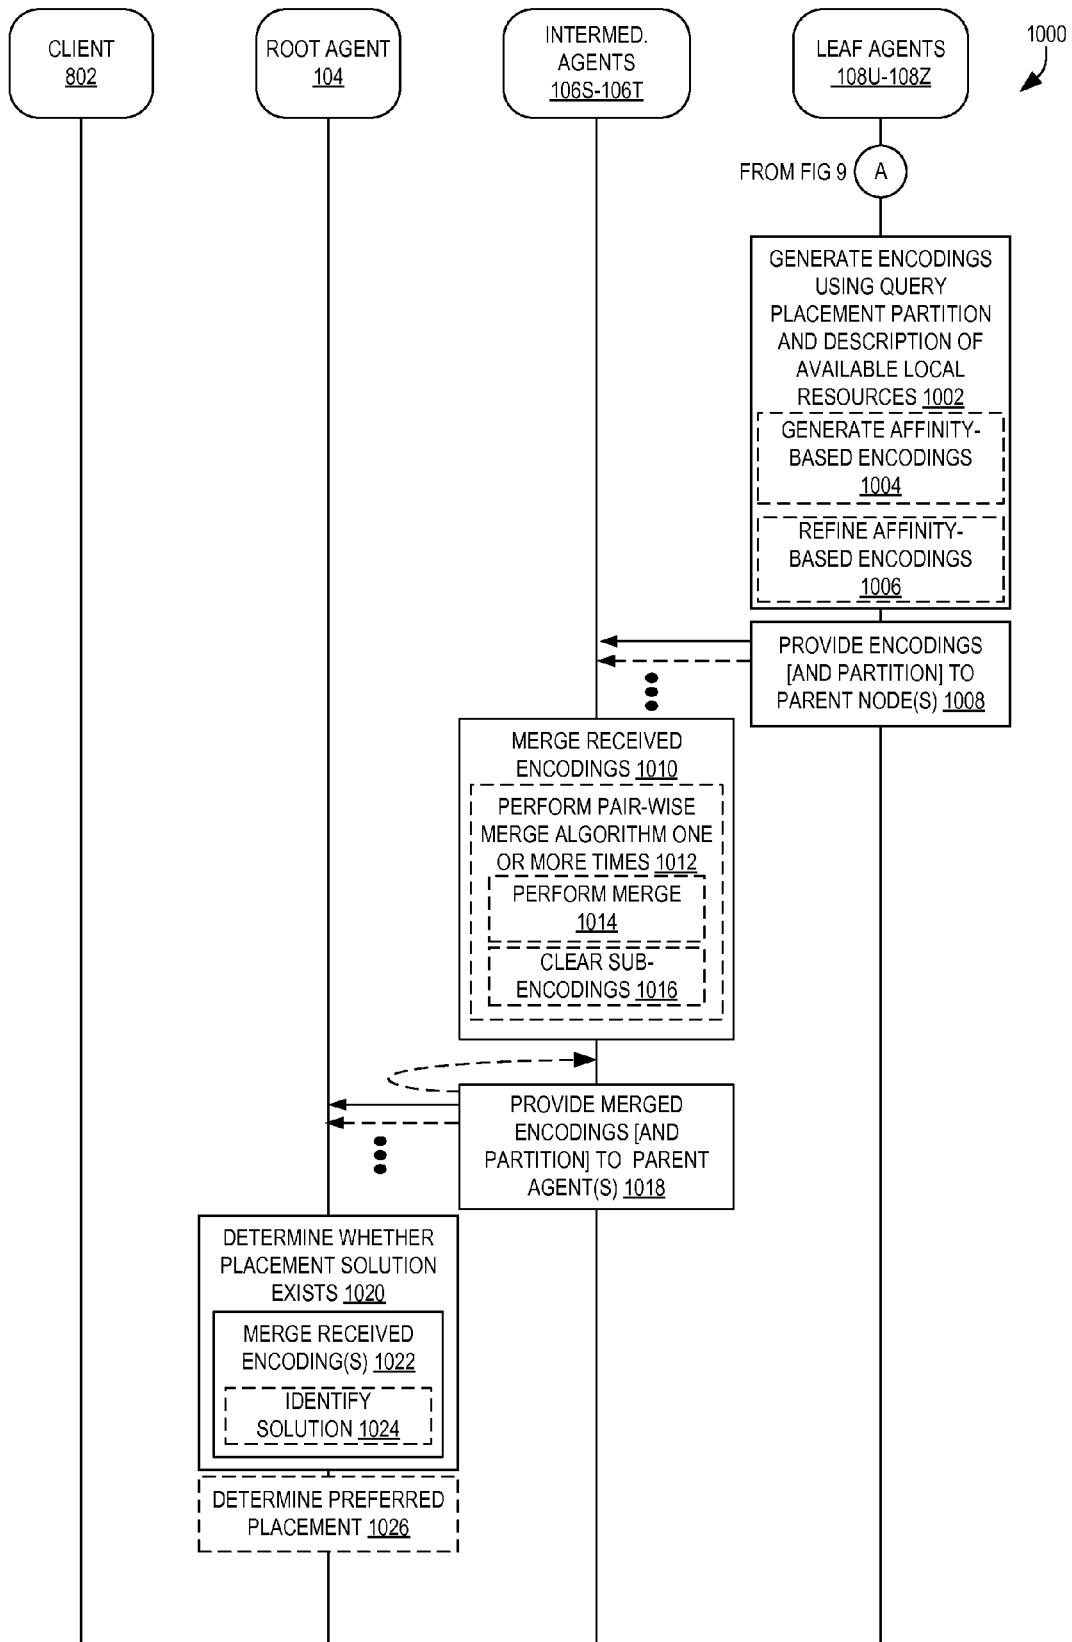 CLIENT
802
ROOT AGENT
104
INTERMED.
AGENTS
106S-106T
LEAF AGENTS
108U-108Z
1000
FROM FIG 9
A
GENERATE ENCODINGS
USING QUERY
PLACEMENT PARTITION
AND DESCRIPTION OF
AVAILABLE LOCAL
RESOURCES 1002
GENERATE AFFINITY-
BASED ENCODINGS
1004
REFINE AFFINITY-
BASED ENCODINGS
1006
PROVIDE ENCODINGS
[AND PARTITION] TO
PARENT NODE(S) 1008
MERGE RECEIVED
ENCODINGS 1010
PERFORM PAIR-WISE
MERGE ALGORITHM ONE
OR MORE TIMES 1012
PERFORM MERGE
1014
CLEAR SUB-
ENCODINGS 1016
PROVIDE MERGED
ENCODINGS [AND
PARTITION] TO PARENT
AGENT(S) 1018
DETERMINE WHETHER
PLACEMENT SOLUTION
EXISTS 1020
MERGE RECEIVED
ENCODING(S) 1022
IDENTIFY
SOLUTION 1024
DETERMINE PREFERRED
PLACEMENT 1026